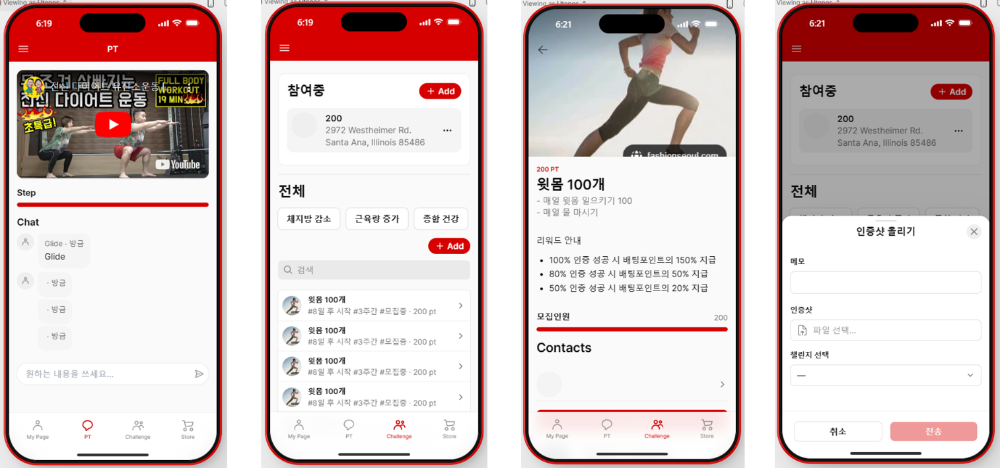 Viewing as Utopos
6:19
PT
FULL BODY
WORKOUT
19 MIN
전신 다이어트 유산소운동 [...
전신 다이어트 운동
초특급!
YouTube
Step
Chat
Glide · 방금
Glide
· 방금
· 방금
· 방금
원하는 내용을 쓰세요...
My Page
PT
Challenge
Store
Viewing as Utopos
6:19
참여중
+ Add
200
2972 Westheimer Rd.
Santa Ana, Illinois 85486
전체
체지방 감소
근육량 증가
종합 건강
+ Add
검색
윗몸 100개
#8일 후 시작 #3주간 #모집중 · 200 pt
윗몸 100개
#8일 후 시작 #3주간 #모집중 · 200 pt
윗몸 100개
#8일 후 시작 #3주간 #모집중 · 200 pt
윗몸 100개
#8일 후 시작 #3주간 #모집중 · 200 pt
My Page
PT
Challenge
Store
Viewing as Utopos
6:21
fashionseoul.com
200 PT
윗몸 100개
- 매일 윗몸 일으키기 100
- 매일 물 마시기
리워드 안내
• 100% 인증 성공 시 배팅포인트의 150% 지급
• 80% 인증 성공 시 배팅포인트의 50% 지급
• 50% 인증 성공 시 배팅포인트의 20% 지급
모집인원
200
Contacts
My Page
PT
Challenge
Store
Viewing as Utopos
6:21
참여중
+ Add
200
2972 Westheimer Rd.
Santa Ana, Illinois 85486
전체
인증샷 올리기
메모
인증샷
파일 선택...
챌린지 선택
—
취소
전송